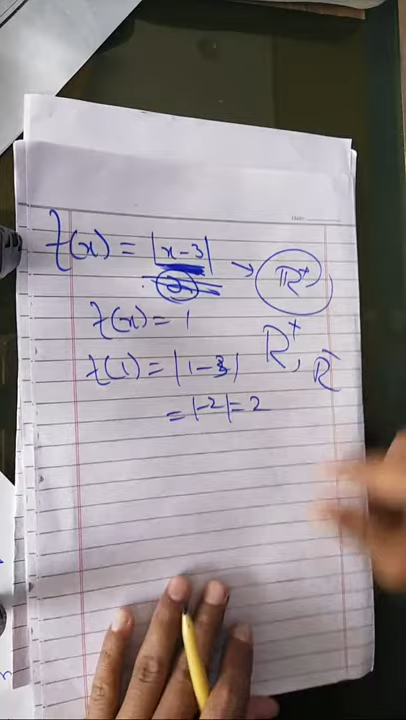 f(x) = |x-3| → R⁺
f(x) = 1
f(1) = |1-3| R⁺, R⁻
= |-2| = 2